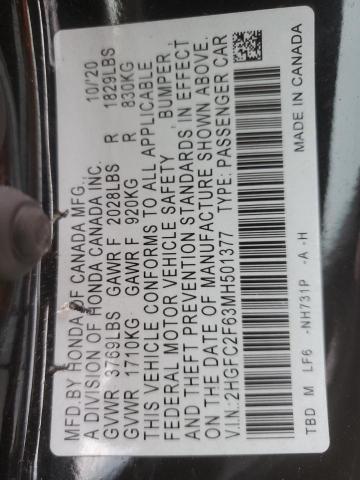 MFD.BY HONDA OF CANADA MFG. 10/20
A DIVISION OF HONDA CANADA INC.
GVWR 3769LBS GAWR F 2028LBS R 1829LBS
GVWR 1710KG GAWR F 920KG R 830KG
THIS VEHICLE CONFORMS TO ALL APPLICABLE
FEDERAL MOTOR VEHICLE SAFETY, BUMPER,
AND THEFT PREVENTION STANDARDS IN EFFECT
ON THE DATE OF MANUFACTURE SHOWN ABOVE.
V.I.N.:2HGFC2F63MH501377 TYPE: PASSENGER CAR
TBD M LF6 -NH731P -A -H MADE IN CANADA